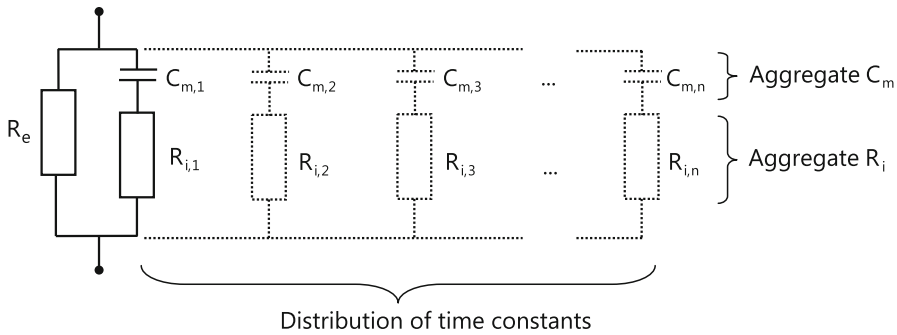 C_m,1
C_m,2
C_m,3
...
C_m,n
Aggregate C_m
R_e
R_i,1
R_i,2
R_i,3
...
R_i,n
Aggregate R_i
Distribution of time constants